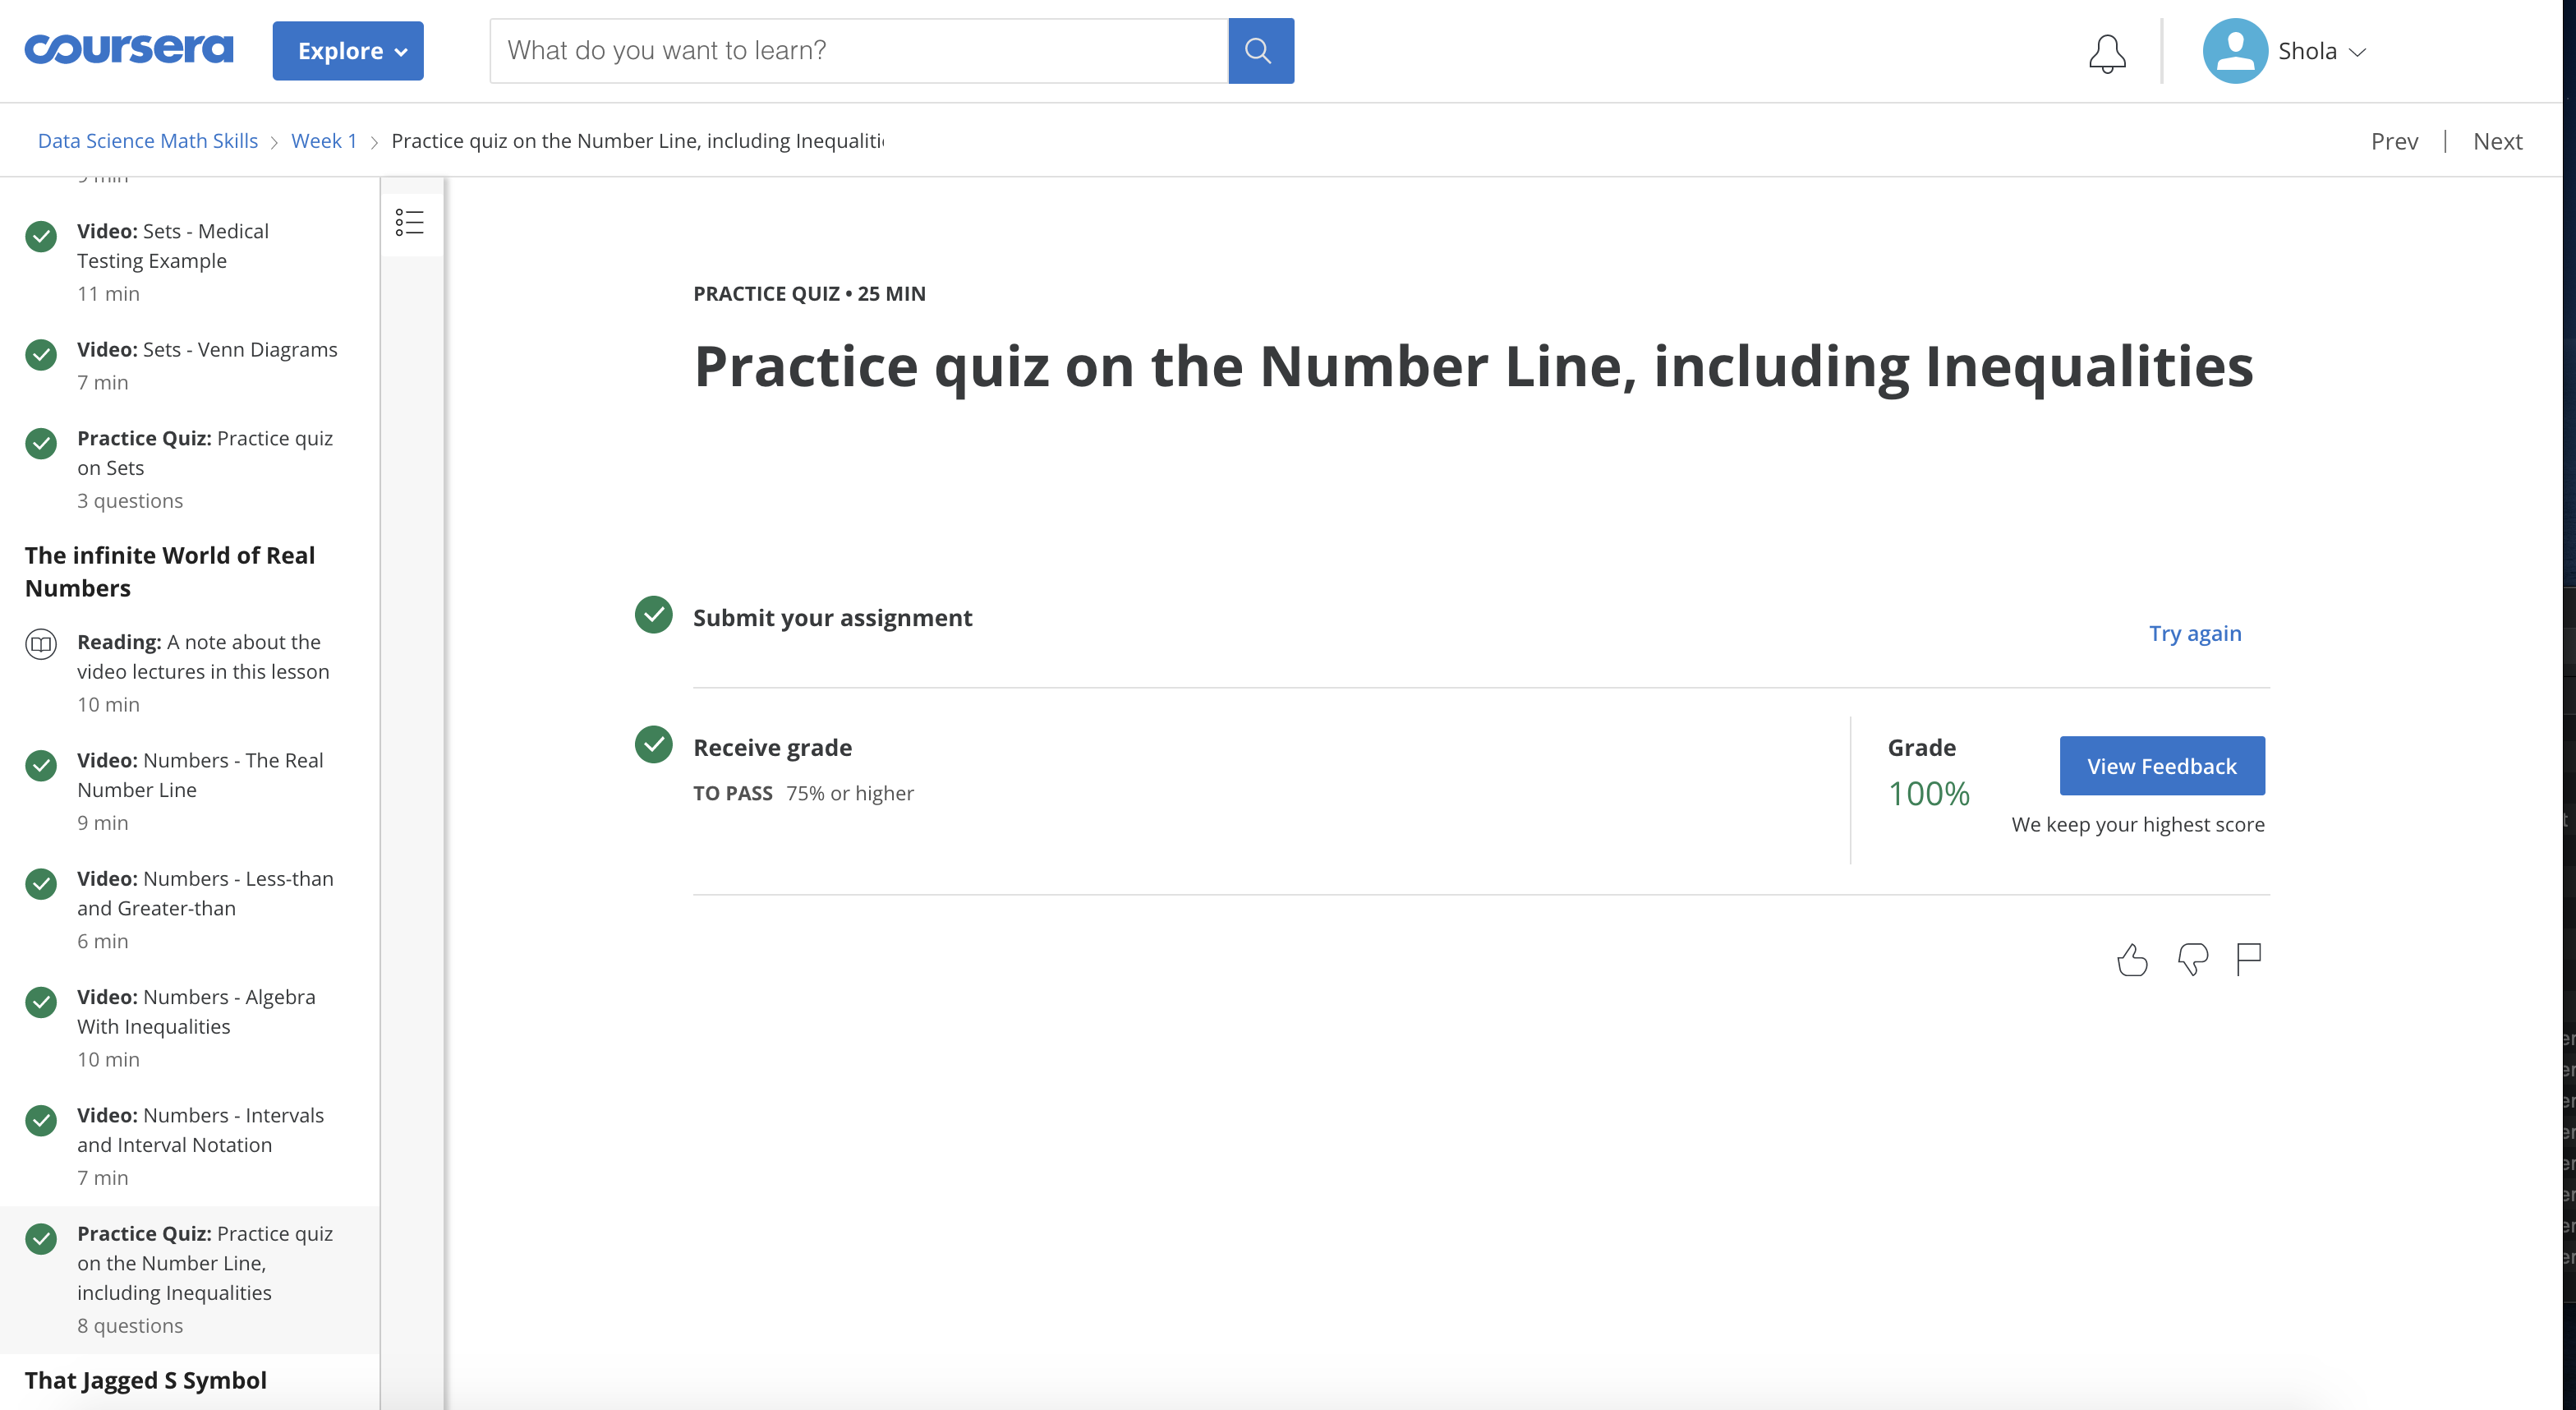 coursera
Explore
What do you want to learn?
Shola
Data Science Math Skills
Week 1
Practice quiz on the Number Line, including
Prev | Next
Video: Sets - Medical
Testing Example
11 min
Video: Sets - Venn Diagrams
7 min
Practice Quiz: Practice quiz
on Sets
3 questions
The infinite World of Real
Numbers
Reading: A note about the
video lectures in this lesson
10 min
Video: Numbers - The Real
Number Line
9 min
Video: Numbers - Less-than
and Greater-than
6 min
Video: Numbers - Algebra
With Inequalities
10 min
Video: Numbers - Intervals
and Interval Notation
7 min
Practice Quiz: Practice quiz
on the Number Line,
including Inequalities
8 questions
That Jagged S Symbol
PRACTICE QUIZ • 25 MIN
Practice quiz on the Number Line, including Inequalities
Submit your assignment
Try again
Receive grade
TO PASS 75% or higher
Grade
100%
View Feedback
We keep your highest score